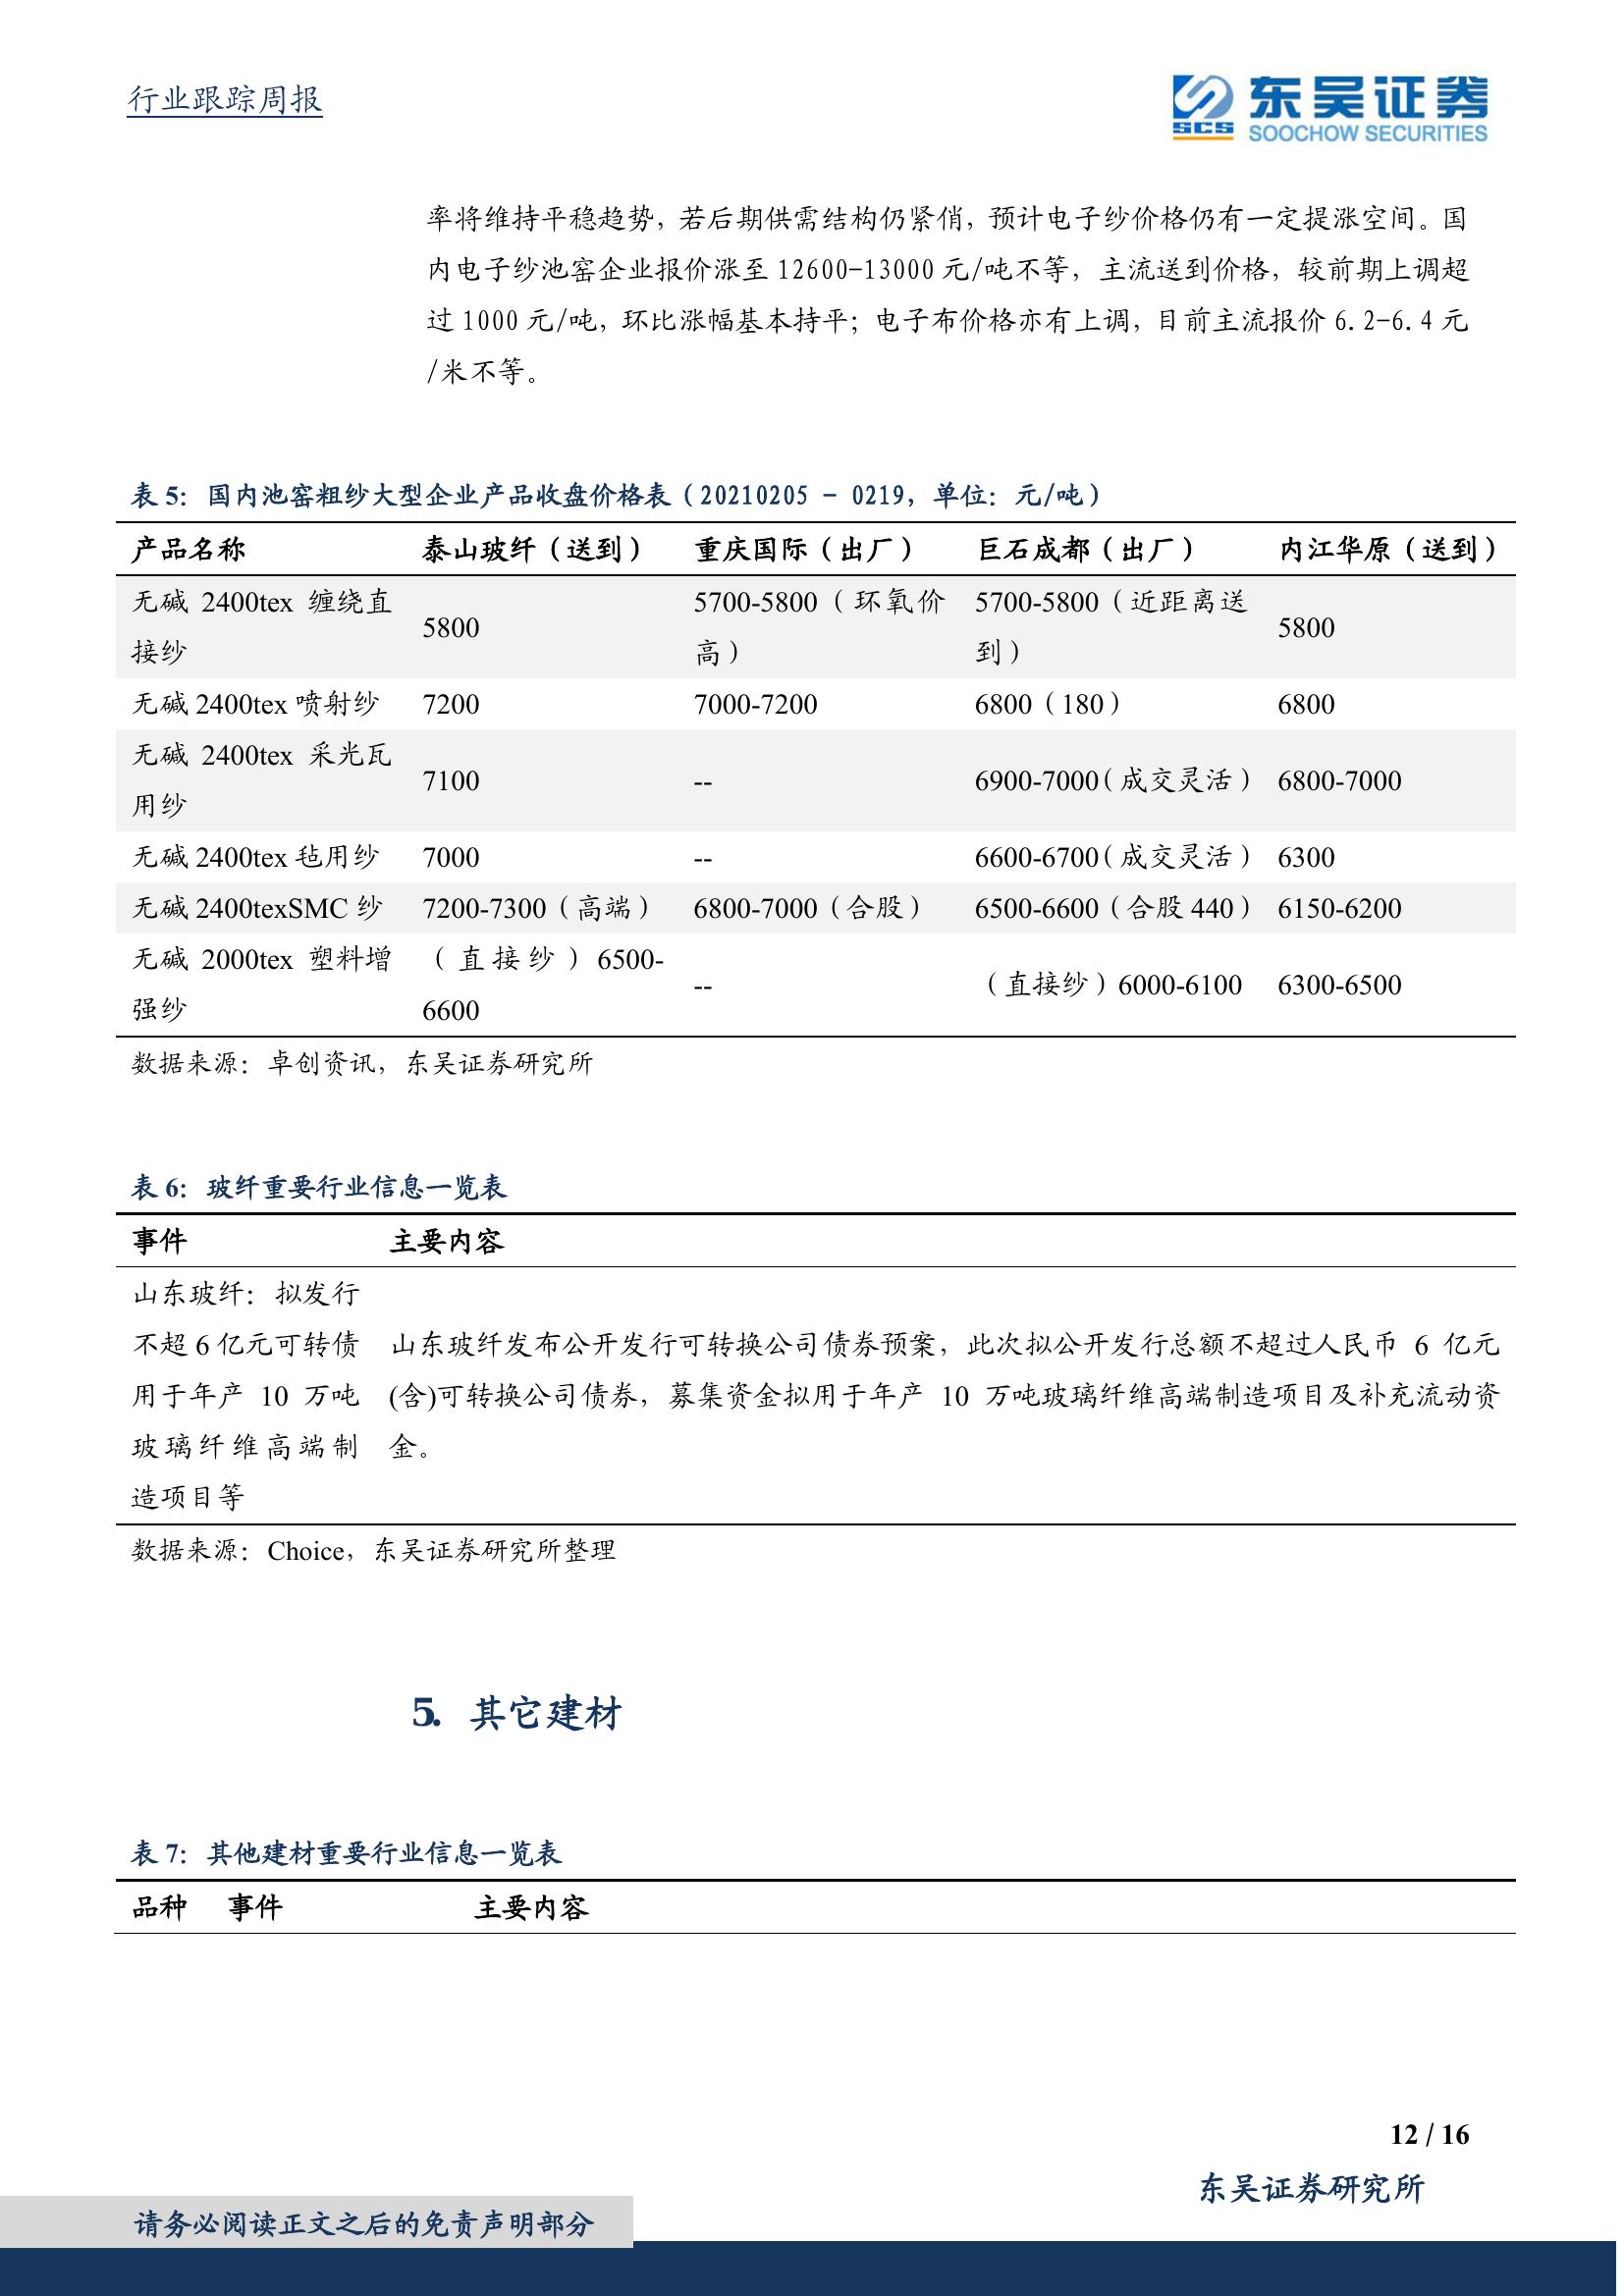 行业跟踪周报
东吴证券
SCS
SOOCHOW SECURITIES
率将维持平稳趋势，若后期供需结构仍紧俏，预计电子纱价格仍有一定提涨空间。国
内电子纱池窑企业报价涨至 12600-13000 元/吨不等，主流送到价格，较前期上调超
过 1000 元/吨，环比涨幅基本持平；电子布价格亦有上调，目前主流报价 6.2-6.4 元
/米不等。
表 5：国内池窑粗纱大型企业产品收盘价格表（20210205 - 0219，单位：元/吨）
产品名称 泰山玻纤（送到） 重庆国际（出厂） 巨石成都（出厂） 内江华原（送到）
无碱 2400tex 缠绕直 5700-5800（环氧价 5700-5800（近距离送
5800 5800
接纱 高） 到）
无碱 2400tex 喷射纱 7200 7000-7200 6800（180） 6800
无碱 2400tex 采光瓦
7100 -- 6900-7000（成交灵活） 6800-7000
用纱
无碱 2400tex 毡用纱 7000 -- 6600-6700（成交灵活） 6300
无碱 2400texSMC 纱 7200-7300（高端） 6800-7000（合股） 6500-6600（合股 440） 6150-6200
无碱 2000tex 塑料增 （直接纱）6500-
-- （直接纱）6000-6100 6300-6500
强纱 6600
数据来源：卓创资讯，东吴证券研究所
表 6：玻纤重要行业信息一览表
事件 主要内容
山东玻纤：拟发行
不超 6 亿元可转债 山东玻纤发布公开发行可转换公司债券预案，此次拟公开发行总额不超过人民币 6 亿元
用于年产 10 万吨 (含)可转换公司债券，募集资金拟用于年产 10 万吨玻璃纤维高端制造项目及补充流动资
玻璃纤维高端制 金。
造项目等
数据来源：Choice，东吴证券研究所整理
5. 其它建材
表 7：其他建材重要行业信息一览表
品种 事件 主要内容
12 / 16
东吴证券研究所
请务必阅读正文之后的免责声明部分